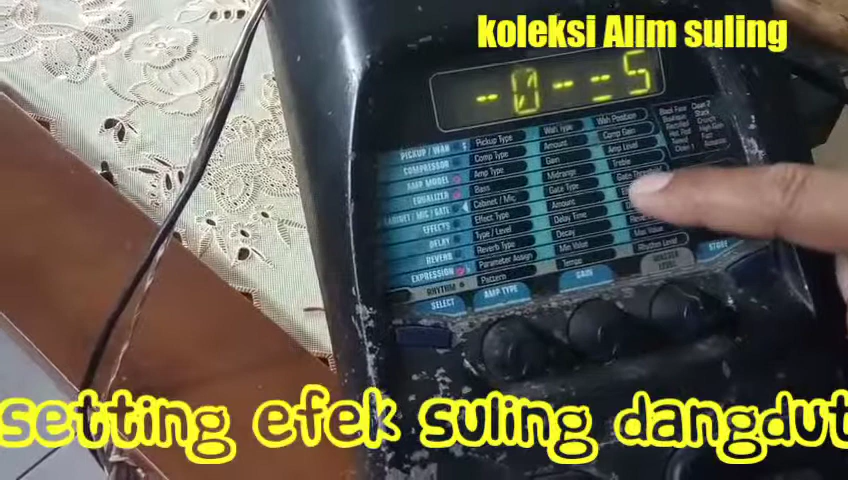 koleksi Alim suling
-0--5
PICKUP / WAH Pickup Type Wah Type Wah Position
COMPRESSOR Comp Type Amount Comp Gain
AMP MODEL Amp Type Gain Amp Level
EQUALIZER Bass Midrange Treble
CABINET / MIC / GATE Cabinet / Mic Gate Type
EFFECTS Effect Type Amount
DELAY Type / Level Delay Time
REVERB Reverb Type Decay
EXPRESSION Parameter Assign Min Value Max Value
RHYTHM Pattern Tempo Rhythm Level
SELECT AMP TYPE GAIN MASTER LEVEL STORE
setting efek suling dangdut